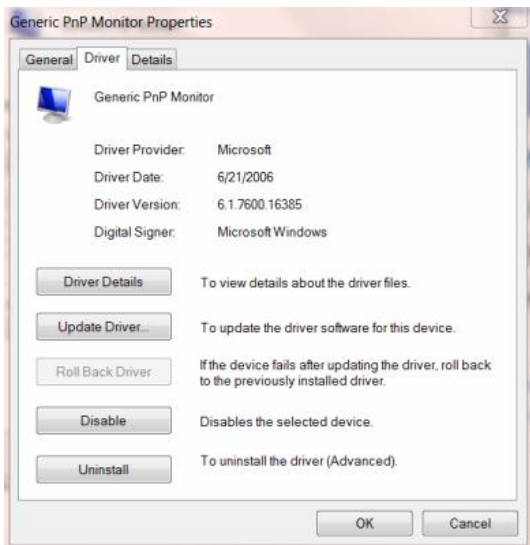 Generic PnP Monitor Properties
General Driver Details
Generic PnP Monitor
Driver Provider: Microsoft
Driver Date: 6/21/2006
Driver Version: 6.1.7600.16385
Digital Signer: Microsoft Windows
Driver Details To view details about the driver files.
Update Driver... To update the driver software for this device.
Roll Back Driver If the device fails after updating the driver, roll back
to the previously installed driver.
Disable Disables the selected device.
Uninstall To uninstall the driver (Advanced).
OK Cancel